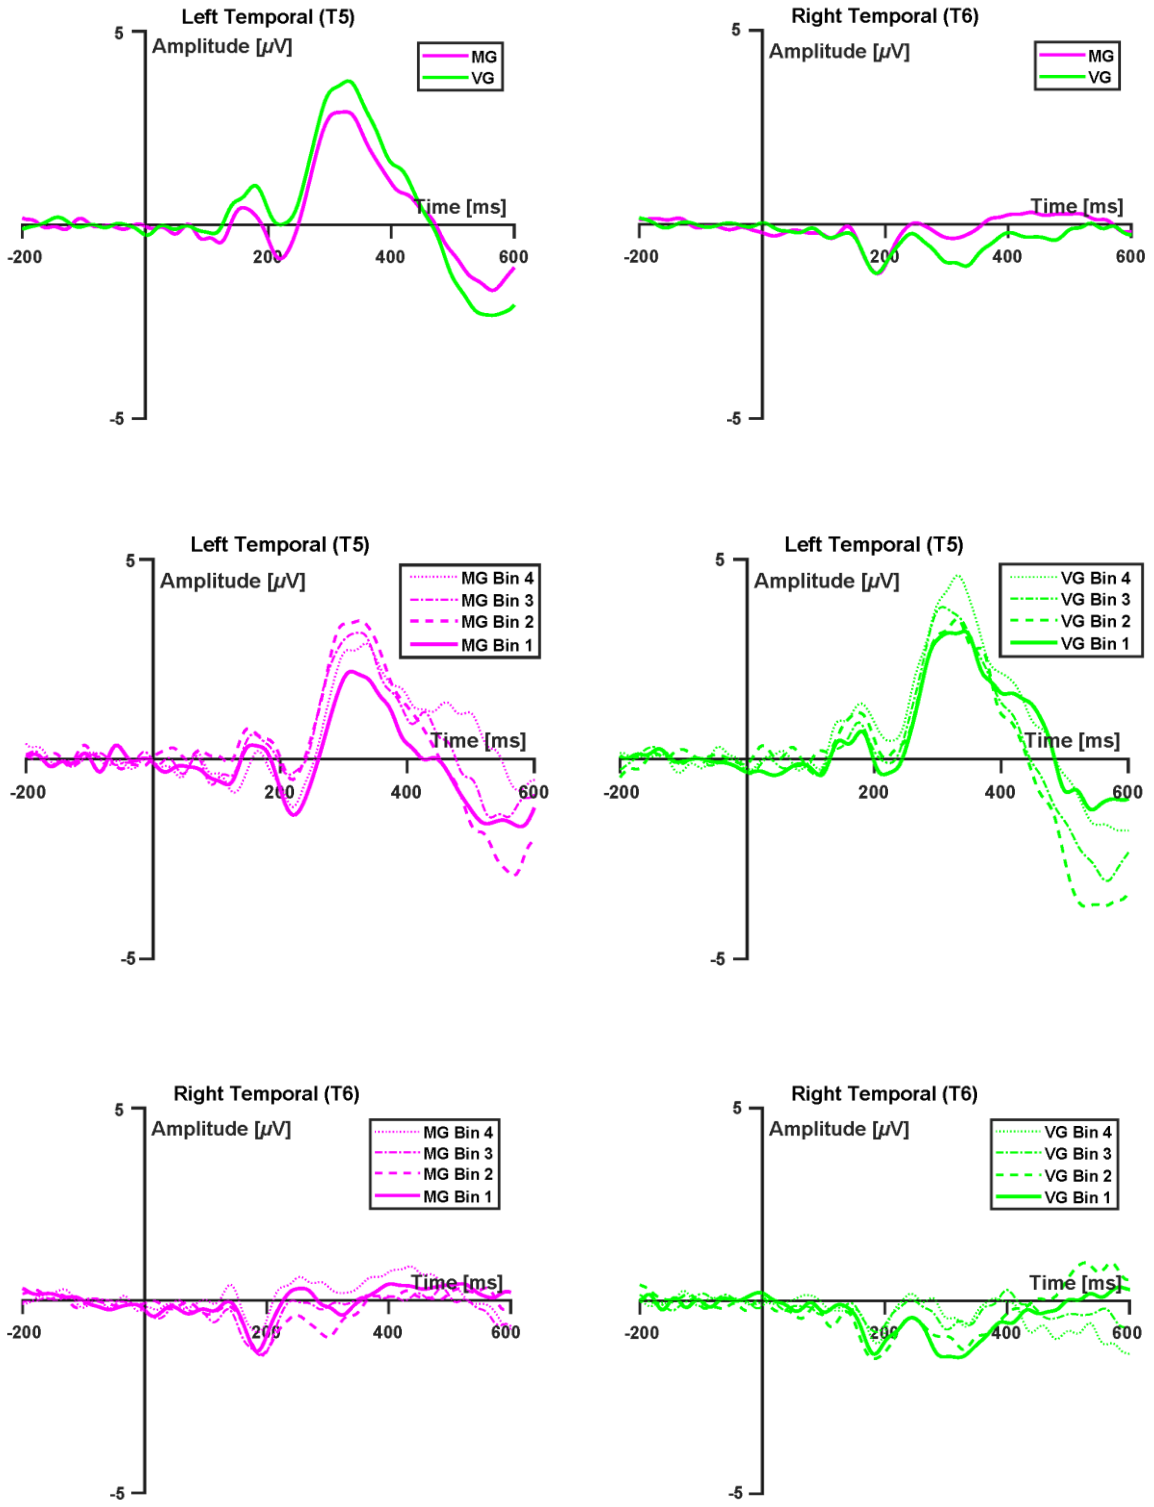 Left Temporal (T5)
5
Amplitude [µV]
MG
VG
Time [ms]
-200
200
400
600
-5
Right Temporal (T6)
5
Amplitude [µV]
MG
VG
Time [ms]
-200
200
400
600
-5
Left Temporal (T5)
5
Amplitude [µV]
MG Bin 4
MG Bin 3
MG Bin 2
MG Bin 1
Time [ms]
-200
200
400
600
-5
Left Temporal (T5)
5
Amplitude [µV]
VG Bin 4
VG Bin 3
VG Bin 2
VG Bin 1
Time [ms]
-200
200
400
600
-5
Right Temporal (T6)
5
Amplitude [µV]
MG Bin 4
MG Bin 3
MG Bin 2
MG Bin 1
Time [ms]
-200
200
400
600
-5
Right Temporal (T6)
5
Amplitude [µV]
VG Bin 4
VG Bin 3
VG Bin 2
VG Bin 1
Time [ms]
-200
200
400
600
-5